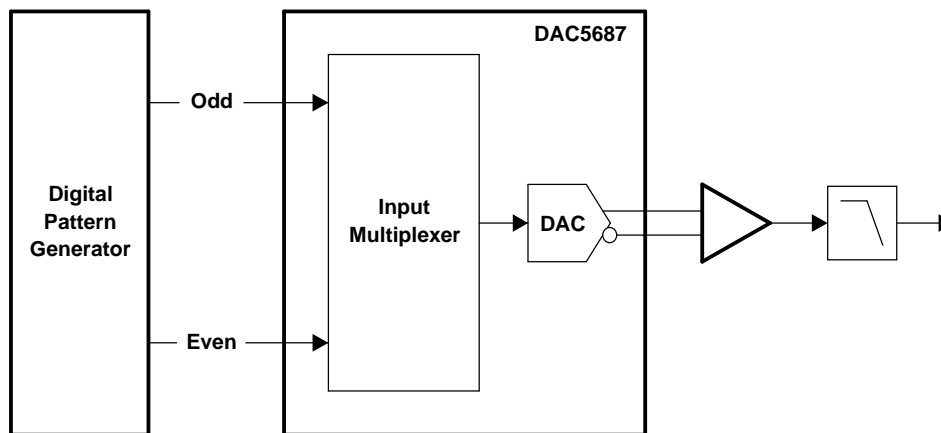 DAC5687
Odd
Digital
Pattern
Generator
Input
Multiplexer
DAC
Even